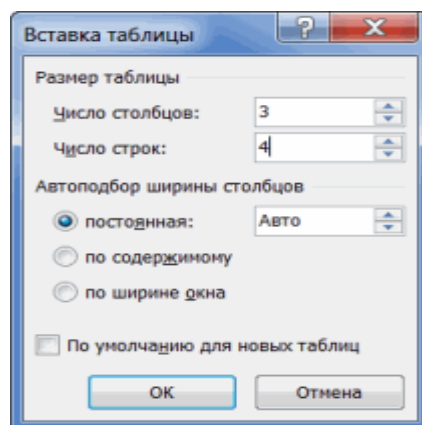 Вставка таблицы
Размер таблицы
Число столбцов: 3
Число строк: 4
Автоподбор ширины столбцов
постоянная: Авто
по содержимому
по ширине окна
По умолчанию для новых таблиц
ОК Отмена